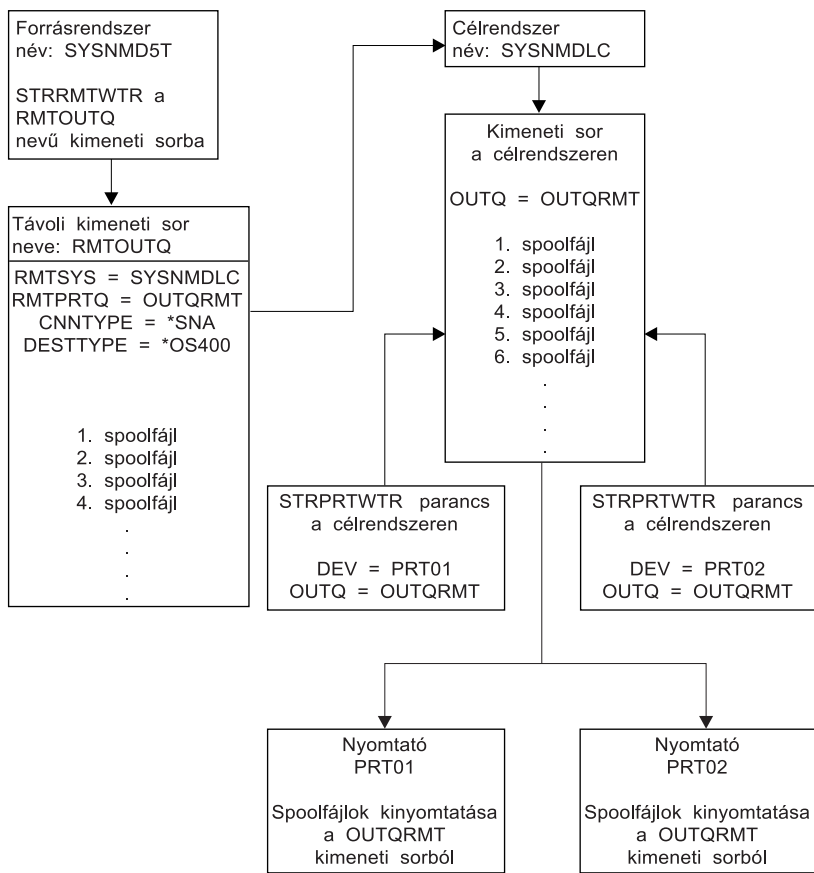 Forrásrendszer
név: SYSNMD5T
STRRMTWTR a
RMTOUTQ
nevű kimeneti sorba
Célrendszer
név: SYSNMDLC
Távoli kimeneti sor
neve: RMTOUTQ
RMTSYS = SYSNMDLC
RMTPRTQ = OUTQRMT
CNNTYPE = *SNA
DESTTYPE = *OS400
1. spoolfájl
2. spoolfájl
3. spoolfájl
4. spoolfájl
.
.
.
.
Kimeneti sor
a célrendszeren
OUTQ = OUTQRMT
1. spoolfájl
2. spoolfájl
3. spoolfájl
4. spoolfájl
5. spoolfájl
6. spoolfájl
.
.
.
.
STRPRTWTR parancs
a célrendszeren
DEV = PRT01
OUTQ = OUTQRMT
STRPRTWTR parancs
a célrendszeren
DEV = PRT02
OUTQ = OUTQRMT
Nyomtató
PRT01
Spoolfájlok kinyomtatása
a OUTQRMT
kimeneti sorból
Nyomtató
PRT02
Spoolfájlok kinyomtatása
a OUTQRMT
kimeneti sorból